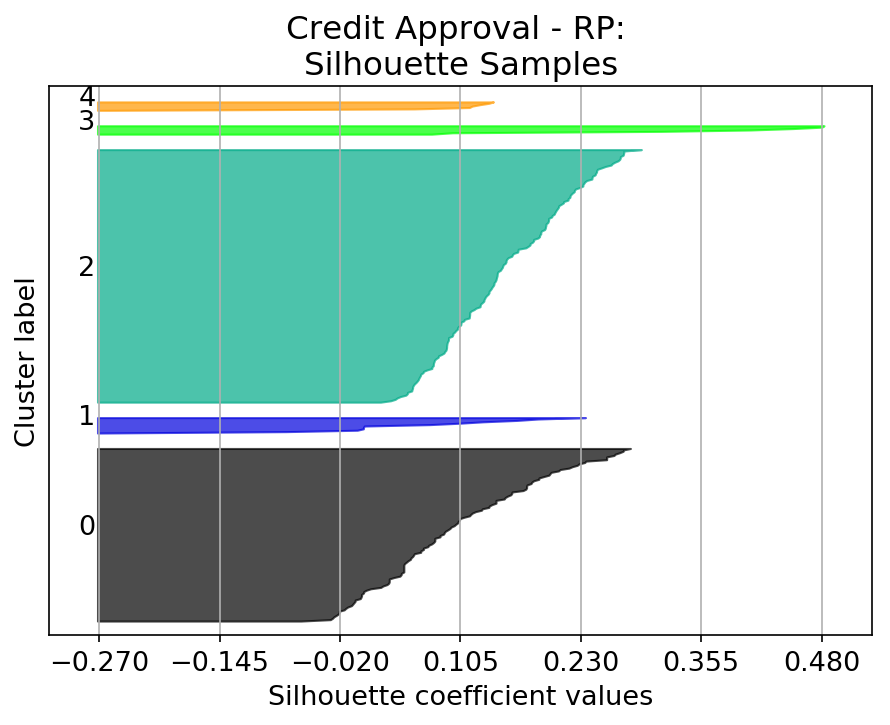 Credit Approval - RP:
Silhouette Samples
4
3
2
1
0
Cluster label
−0.270 −0.145 −0.020 0.105 0.230 0.355 0.480
Silhouette coefficient values